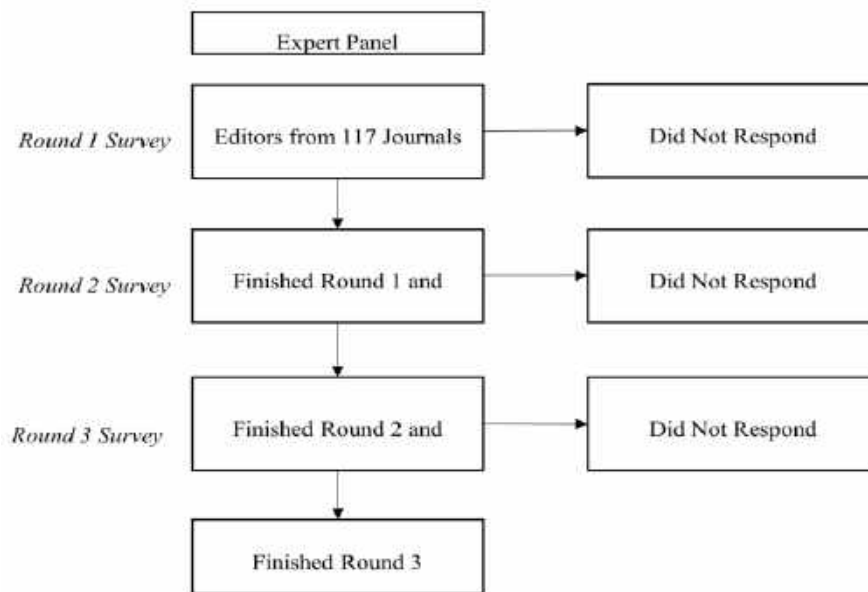 Expert Panel
Round 1 Survey
Editors from 117 Journals
Did Not Respond
Round 2 Survey
Finished Round 1 and
Did Not Respond
Round 3 Survey
Finished Round 2 and
Did Not Respond
Finished Round 3